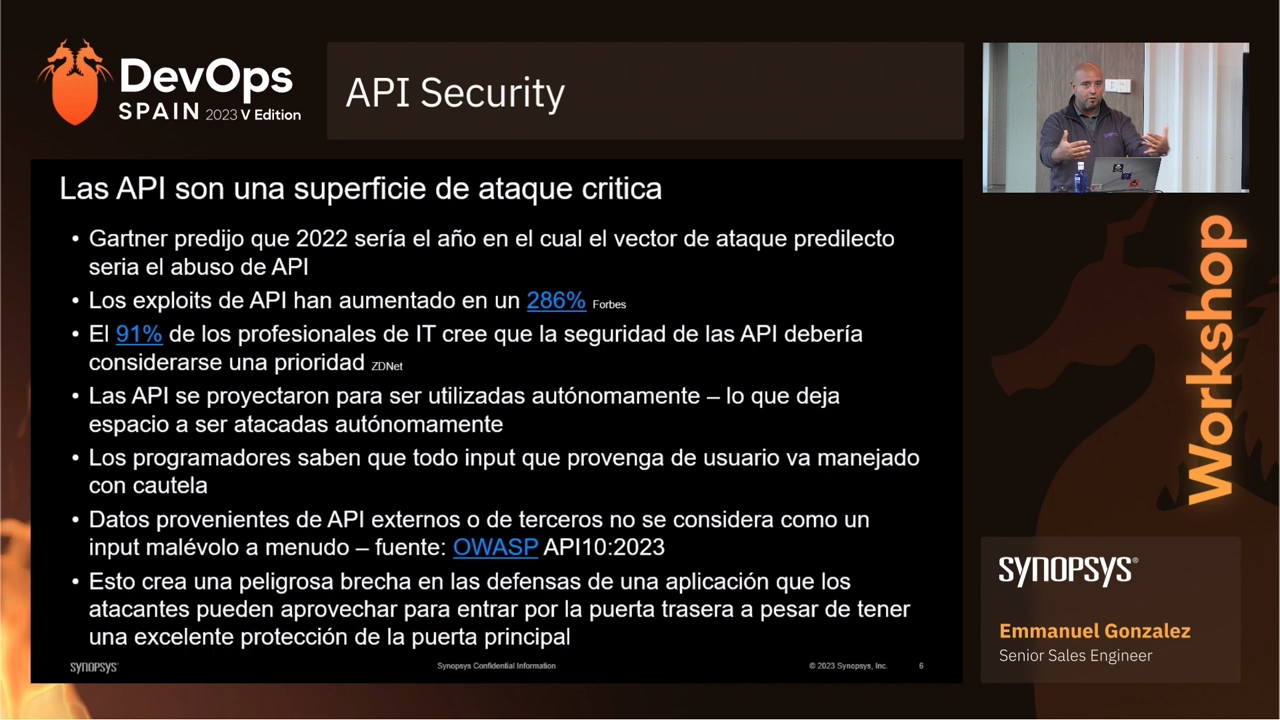 DevOps
SPAIN 2023 V Edition
API Security
Las API son una superficie de ataque critica
• Gartner predijo que 2022 sería el año en el cual el vector de ataque predilecto
seria el abuso de API
• Los exploits de API han aumentado en un 286% Forbes
• El 91% de los profesionales de IT cree que la seguridad de las API debería
considerarse una prioridad ZDNet
• Las API se proyectaron para ser utilizadas autónomamente – lo que deja
espacio a ser atacadas autónomamente
• Los programadores saben que todo input que provenga de usuario va manejado
con cautela
• Datos provenientes de API externos o de terceros no se considera como un
input malévolo a menudo – fuente: OWASP API10:2023
• Esto crea una peligrosa brecha en las defensas de una aplicación que los
atacantes pueden aprovechar para entrar por la puerta trasera a pesar de tener
una excelente protección de la puerta principal
SYNOPSYS Synopsys Confidential Information © 2023 Synopsys, Inc. 6
Workshop
SYNOPSYS®
Emmanuel Gonzalez
Senior Sales Engineer